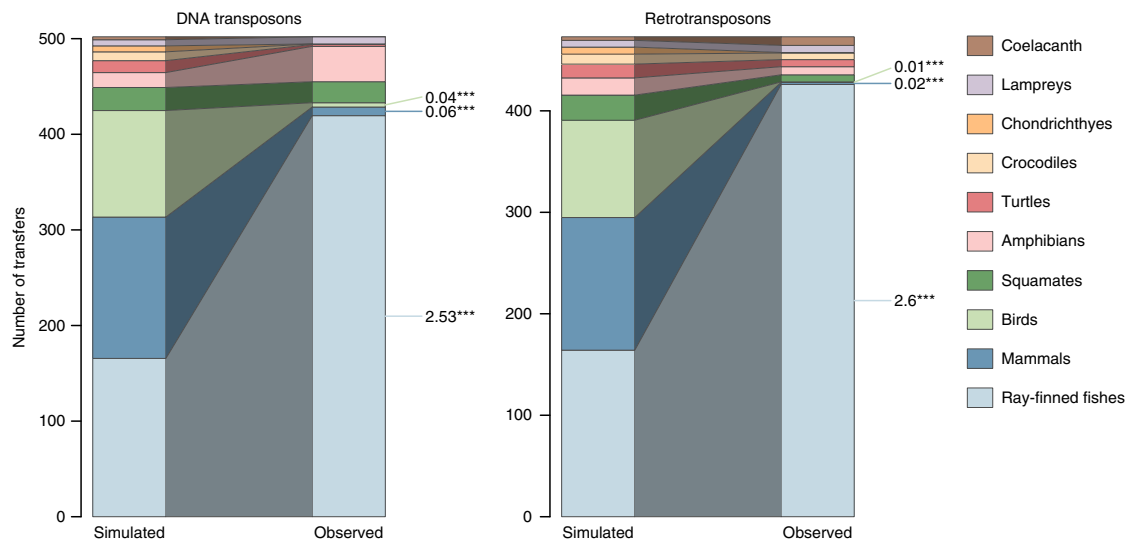 DNA transposons
Number of transfers
500
400
300
200
100
0
0.04***
0.06***
2.53***
Simulated
Observed
Retrotransposons
400
300
200
100
0
0.01***
0.02***
2.6***
Simulated
Observed
Coelacanth
Lampreys
Chondrichthyes
Crocodiles
Turtles
Amphibians
Squamates
Birds
Mammals
Ray-finned fishes